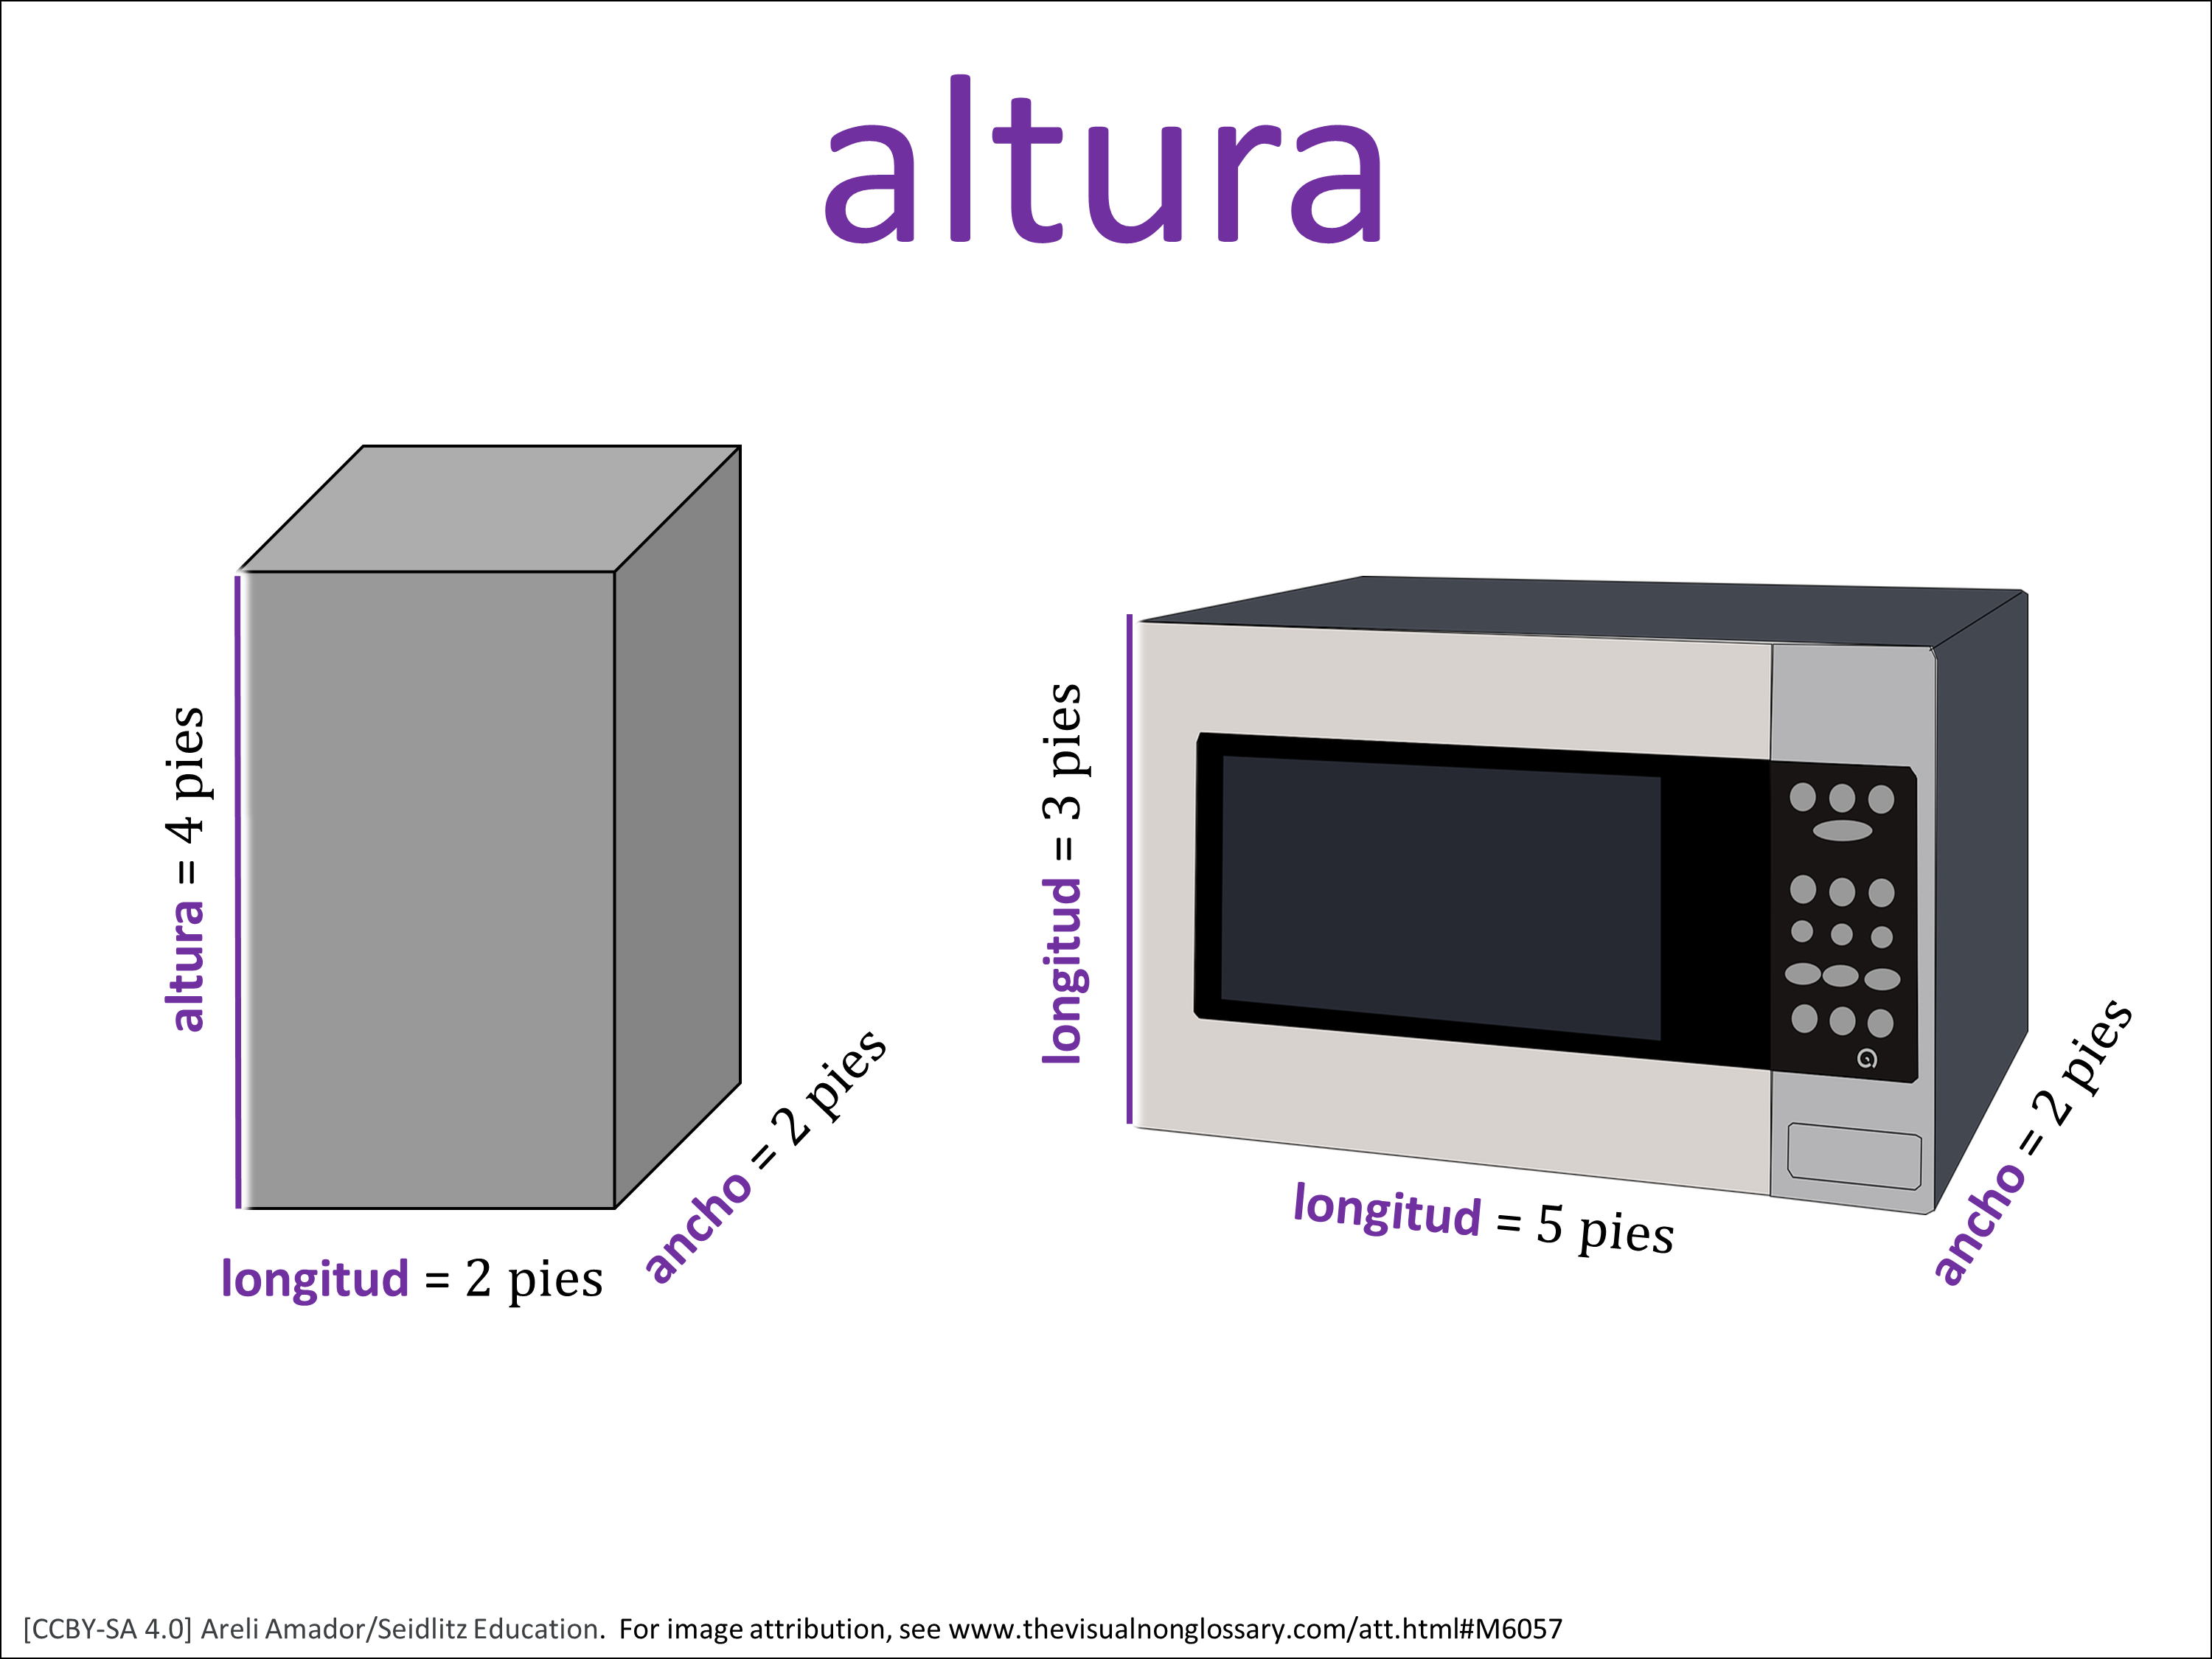 altura
altura = 4 pies
longitud = 2 pies
ancho = 2 pies
longitud = 3 pies
longitud = 5 pies
ancho = 2 pies
[CCBY-SA 4.0] Areli Amador/Seidlitz Education. For image attribution, see www.thevisualnonglossary.com/att.html#M6057